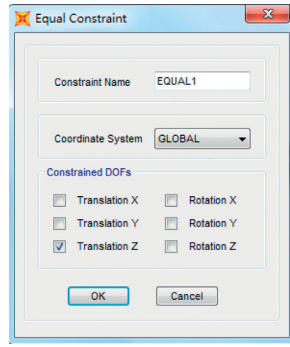 Equal Constraint
Constraint Name EQUAL1
Coordinate System GLOBAL
Constrained DOFs
Translation X Rotation X
Translation Y Rotation Y
Translation Z Rotation Z
OK Cancel